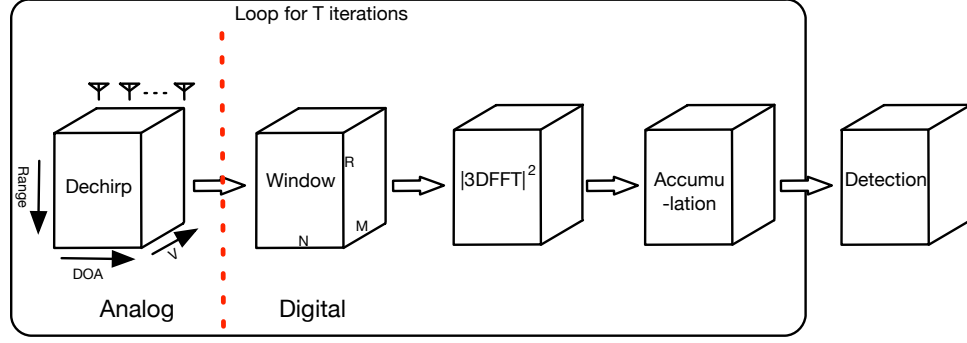 Loop for T iterations
Range
Dechirp
DOA
V
Window
R
M
N
|3DFFT|²
Accumu
-lation
Detection
Analog
Digital